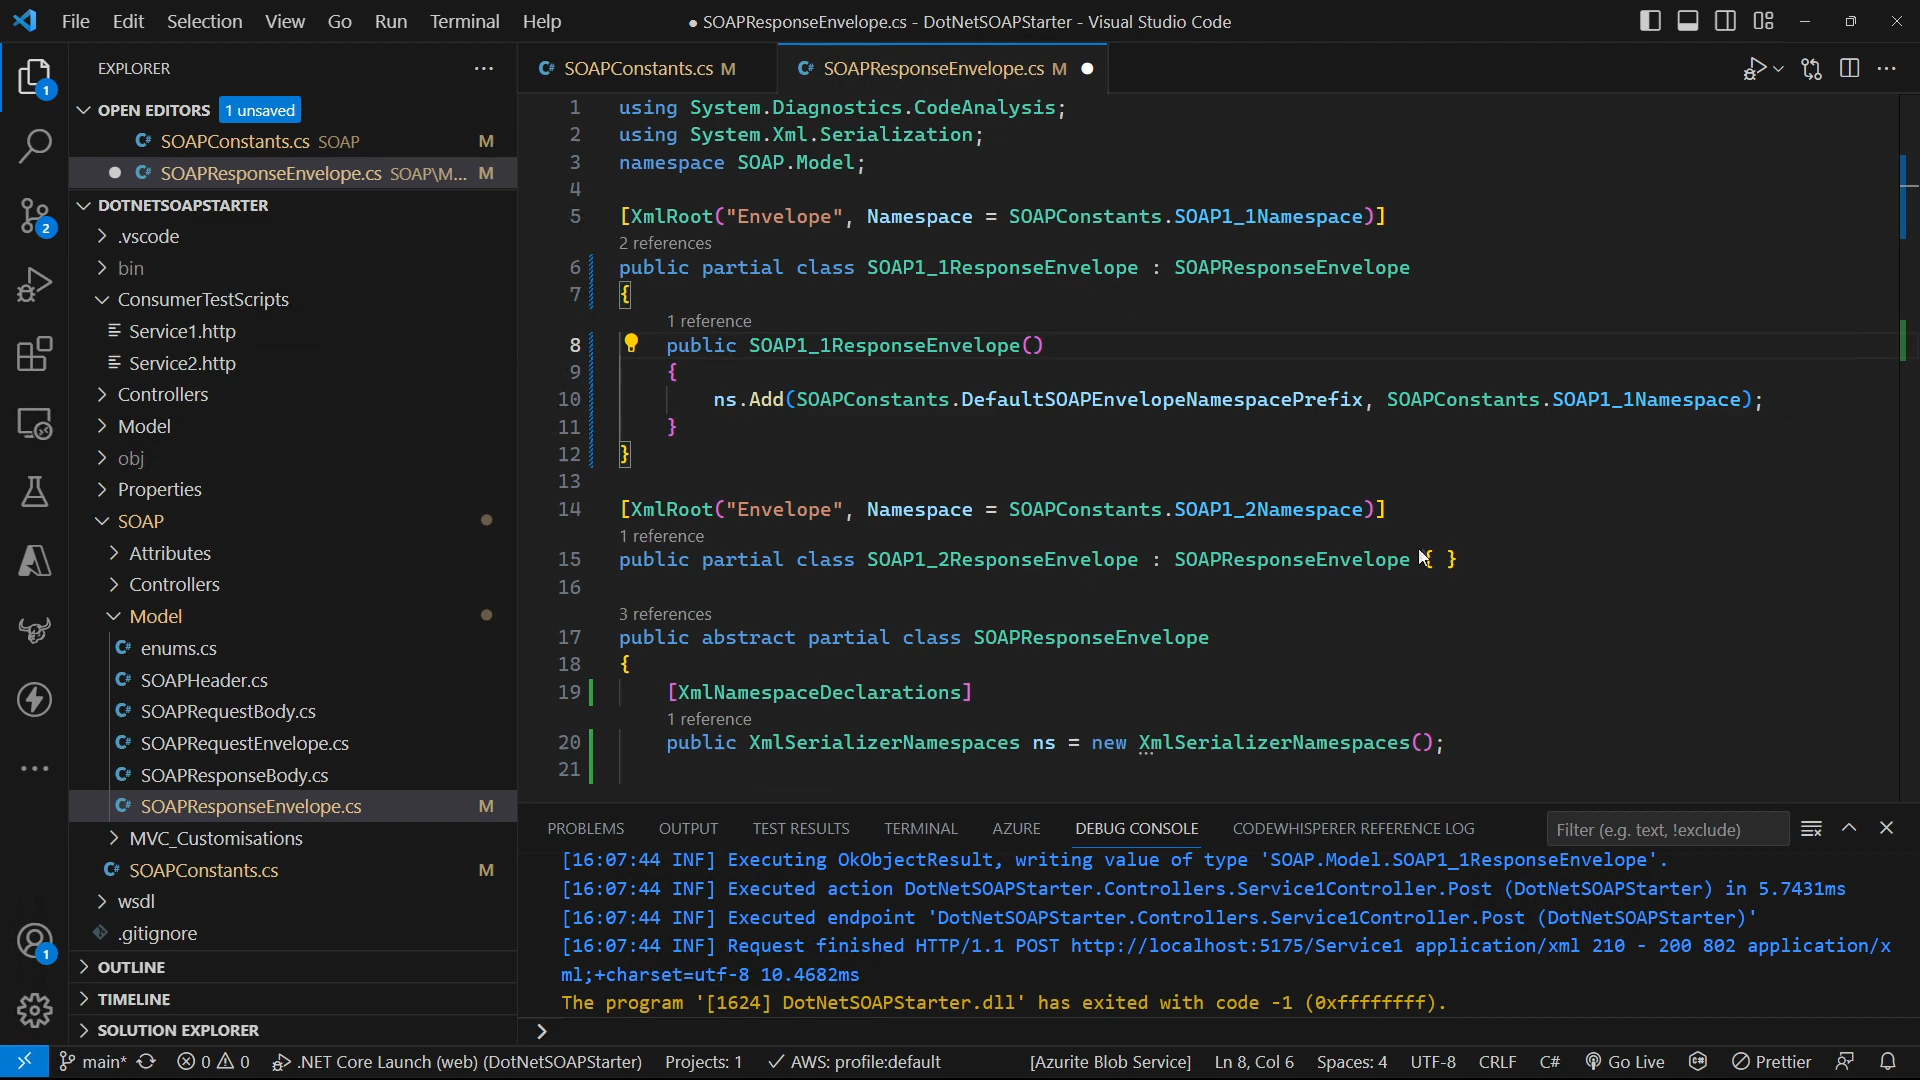 File Edit Selection View Go Run Terminal Help
● SOAPResponseEnvelope.cs - DotNetSOAPStarter - Visual Studio Code
EXPLORER
OPEN EDITORS 1 unsaved
SOAPConstants.cs SOAP M
SOAPResponseEnvelope.cs SOAP\M... M
DOTNETSOAPSTARTER
.vscode
bin
ConsumerTestScripts
Service1.http
Service2.http
Controllers
Model
obj
Properties
SOAP
Attributes
Controllers
Model
enums.cs
SOAPHeader.cs
SOAPRequestBody.cs
SOAPRequestEnvelope.cs
SOAPResponseBody.cs
SOAPResponseEnvelope.cs M
MVC_Customisations
SOAPConstants.cs M
wsdl
.gitignore
OUTLINE
TIMELINE
SOLUTION EXPLORER
1
2
1
SOAPConstants.cs M
SOAPResponseEnvelope.cs M
1 using System.Diagnostics.CodeAnalysis;
2 using System.Xml.Serialization;
3 namespace SOAP.Model;
4
5 [XmlRoot("Envelope", Namespace = SOAPConstants.SOAP1_1Namespace)]
2 references
6 public partial class SOAP1_1ResponseEnvelope : SOAPResponseEnvelope
7 {
1 reference
8 public SOAP1_1ResponseEnvelope()
9 {
10 ns.Add(SOAPConstants.DefaultSOAPEnvelopeNamespacePrefix, SOAPConstants.SOAP1_1Namespace);
11 }
12 }
13
14 [XmlRoot("Envelope", Namespace = SOAPConstants.SOAP1_2Namespace)]
1 reference
15 public partial class SOAP1_2ResponseEnvelope : SOAPResponseEnvelope { }
16
3 references
17 public abstract partial class SOAPResponseEnvelope
18 {
19 [XmlNamespaceDeclarations]
1 reference
20 public XmlSerializerNamespaces ns = new XmlSerializerNamespaces();
21
PROBLEMS OUTPUT TEST RESULTS TERMINAL AZURE DEBUG CONSOLE CODEWHISPERER REFERENCE LOG Filter (e.g. text, !exclude)
[16:07:44 INF] Executing OkObjectResult, writing value of type 'SOAP.Model.SOAP1_1ResponseEnvelope'.
[16:07:44 INF] Executed action DotNetSOAPStarter.Controllers.Service1Controller.Post (DotNetSOAPStarter) in 5.7431ms
[16:07:44 INF] Executed endpoint 'DotNetSOAPStarter.Controllers.Service1Controller.Post (DotNetSOAPStarter)'
[16:07:44 INF] Request finished HTTP/1.1 POST http://localhost:5175/Service1 application/xml 210 - 200 802 application/x
ml;+charset=utf-8 10.4682ms
The program '[1624] DotNetSOAPStarter.dll' has exited with code -1 (0xffffffff).
main* 0 0 .NET Core Launch (web) (DotNetSOAPStarter) Projects: 1 AWS: profile:default [Azurite Blob Service] Ln 8, Col 6 Spaces: 4 UTF-8 CRLF C# Go Live Prettier